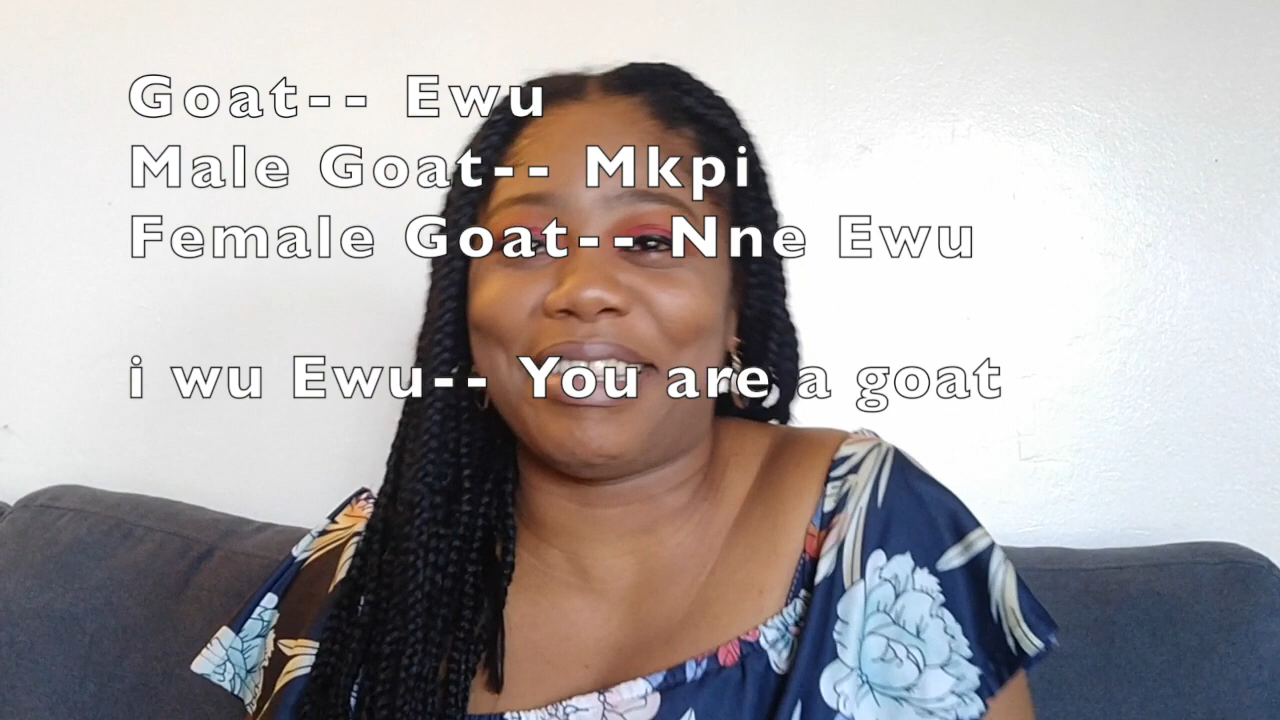 Goat-- Ewu
Male Goat-- Mkpi
Female Goat-- Nne Ewu
i wu Ewu-- You are a goat